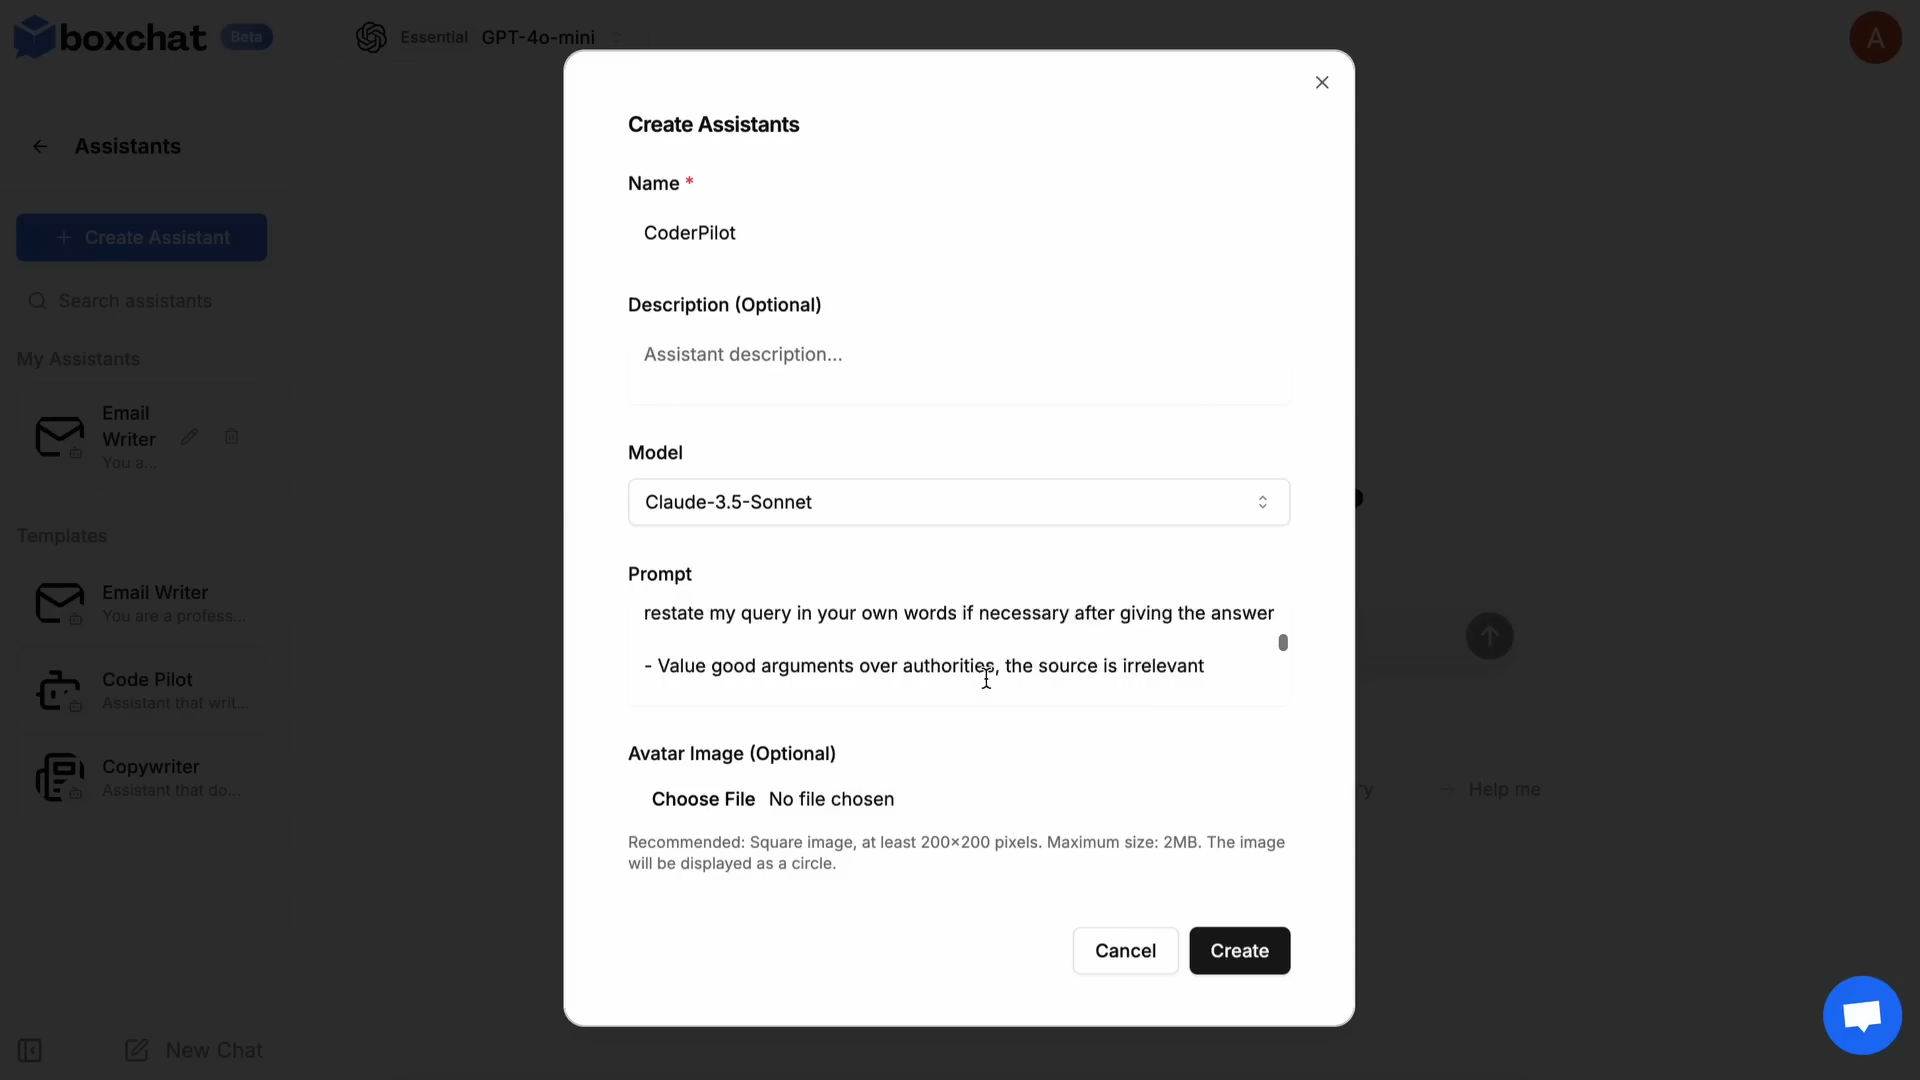 boxchat Beta
Essential GPT-4o-mini
A
Assistants
+ Create Assistant
Search assistants
My Assistants
Email
Writer
You a...
Templates
Email Writer
You are a profess...
Code Pilot
Assistant that writ...
Copywriter
Assistant that do...
New Chat
Create Assistants
Name *
CoderPilot
Description (Optional)
Assistant description...
Model
Claude-3.5-Sonnet
Prompt
restate my query in your own words if necessary after giving the answer
- Value good arguments over authorities, the source is irrelevant
Avatar Image (Optional)
Choose File No file chosen
Recommended: Square image, at least 200x200 pixels. Maximum size: 2MB. The image
will be displayed as a circle.
Cancel Create
ry → Help me